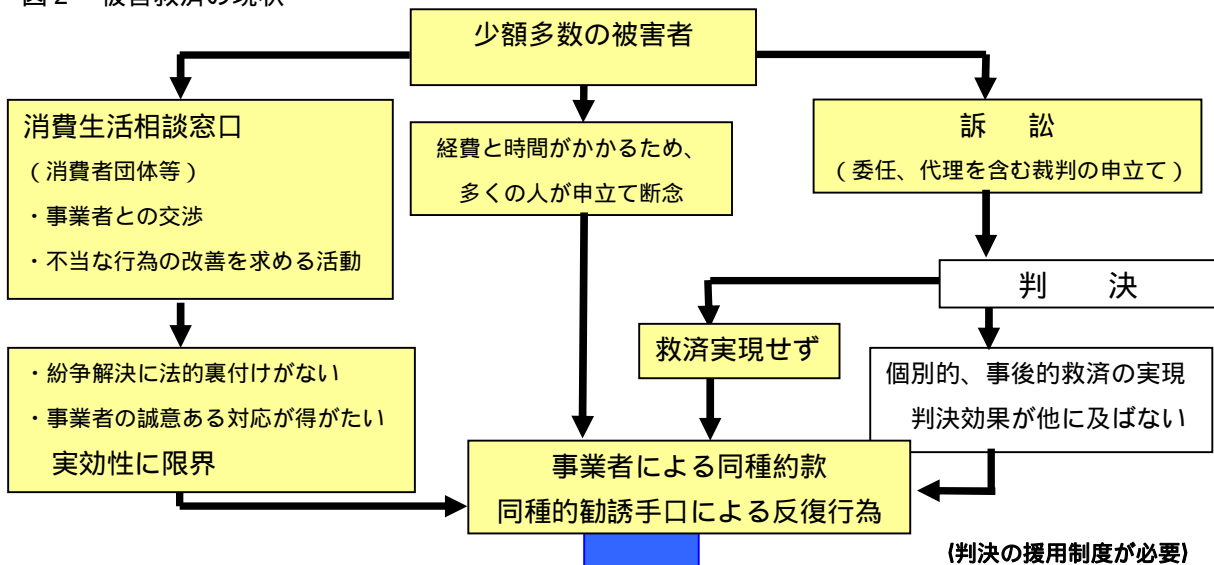 図2 被害救済の現状
少額多数の被害者
消費生活相談窓口
(消費者団体等)
・事業者との交渉
・不当な行為の改善を求める活動
経費と時間がかかるため、
多くの人が申立て断念
訴 訟
(委任、代理を含む裁判の申立て)
判 決
救済実現せず
・紛争解決に法的裏付けがない
・事業者の誠意ある対応が得がたい
実効性に限界
個別的、事後的救済の実現
判決効果が他に及ばない
事業者による同種約款
同種的勧誘手口による反復行為
(判決の援用制度が必要)